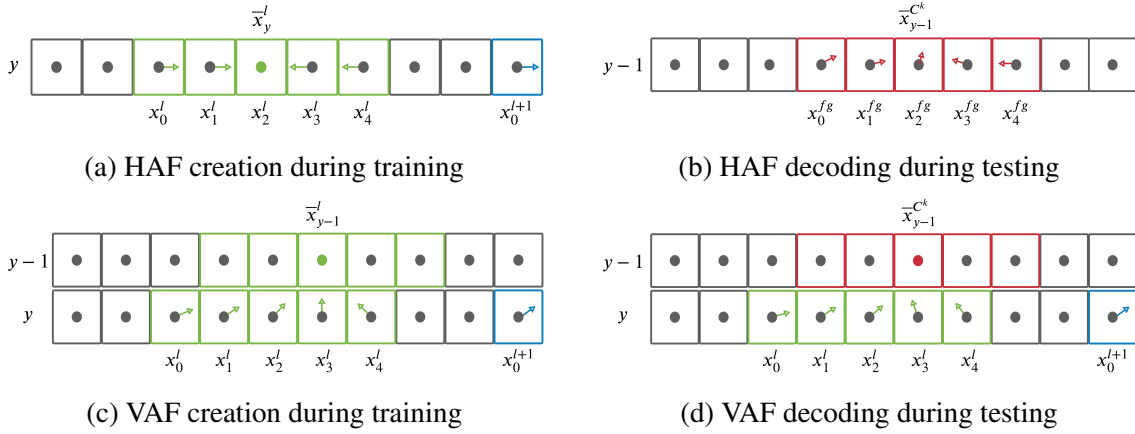 x̅_y^l
y
x_0^l x_1^l x_2^l x_3^l x_4^l x_0^{l+1}
(a) HAF creation during training
x̅_{y−1}^{C^k}
y − 1
x_0^{fg} x_1^{fg} x_2^{fg} x_3^{fg} x_4^{fg}
(b) HAF decoding during testing
x̅_{y−1}^l
y − 1
y
x_0^l x_1^l x_2^l x_3^l x_4^l x_0^{l+1}
(c) VAF creation during training
x̅_{y−1}^{C^k}
y − 1
y
x_0^l x_1^l x_2^l x_3^l x_4^l x_0^{l+1}
(d) VAF decoding during testing